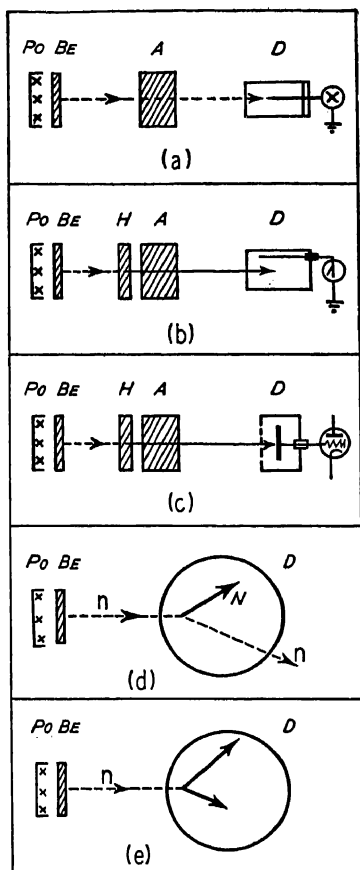 PO BE A D
(a)
PO BE H A D
(b)
PO BE H A D
(c)
PO BE D
n N
n
(d)
PO BE D
n
(e)